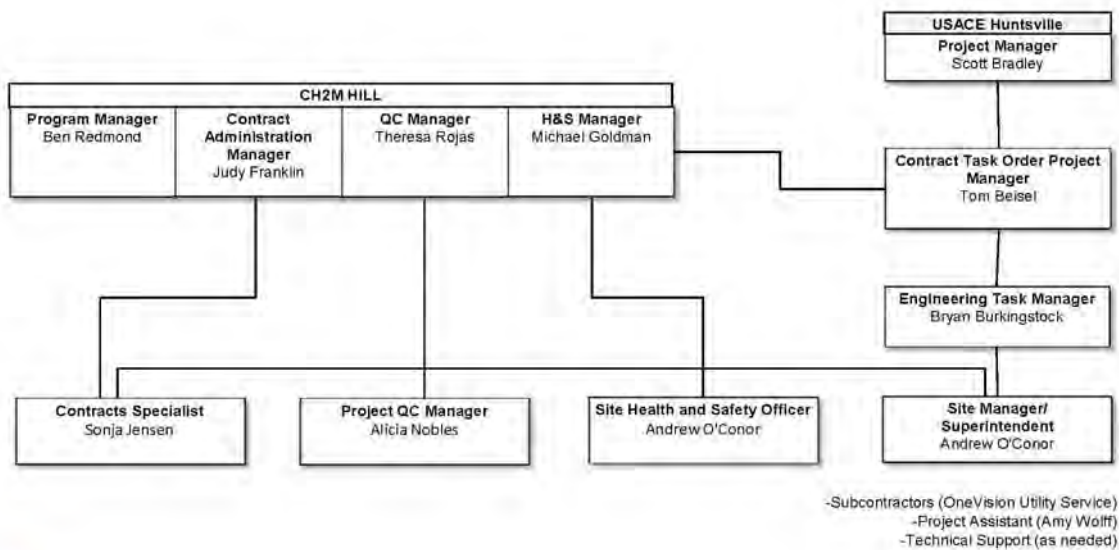 USACE Huntsville
Project Manager
Scott Bradley
CH2M HILL
Program Manager
Ben Redmond
Contract
Administration
Manager
Judy Franklin
QC Manager
Theresa Rojas
H&S Manager
Michael Goldman
Contract Task Order Project
Manager
Tom Beisel
Engineering Task Manager
Bryan Burkingstock
Contracts Specialist
Sonja Jensen
Project QC Manager
Alicia Nobles
Site Health and Safety Officer
Andrew O'Conor
Site Manager/
Superintendent
Andrew O'Conor
-Subcontractors (OneVision Utility Service)
-Project Assistant (Amy Wolff)
-Technical Support (as needed)